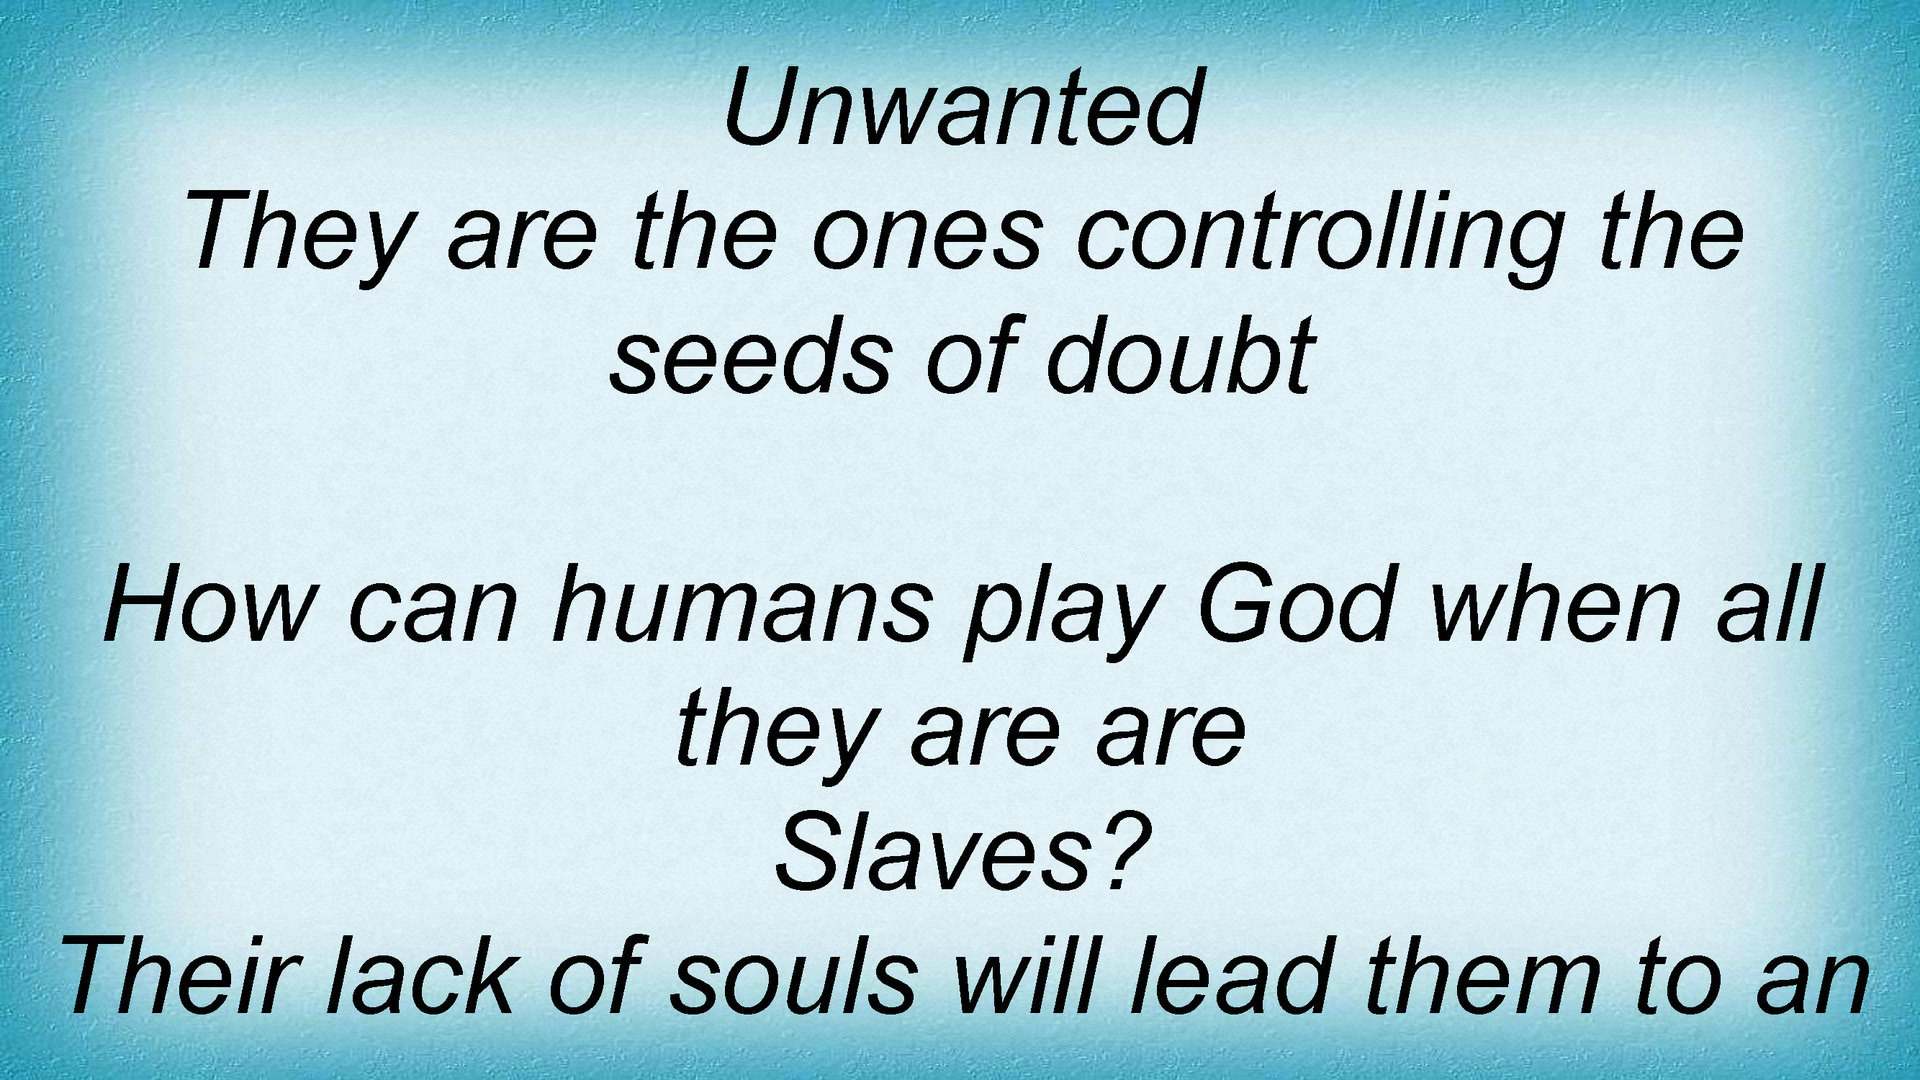 Unwanted
They are the ones controlling the
seeds of doubt
How can humans play God when all
they are are
Slaves?
Their lack of souls will lead them to an